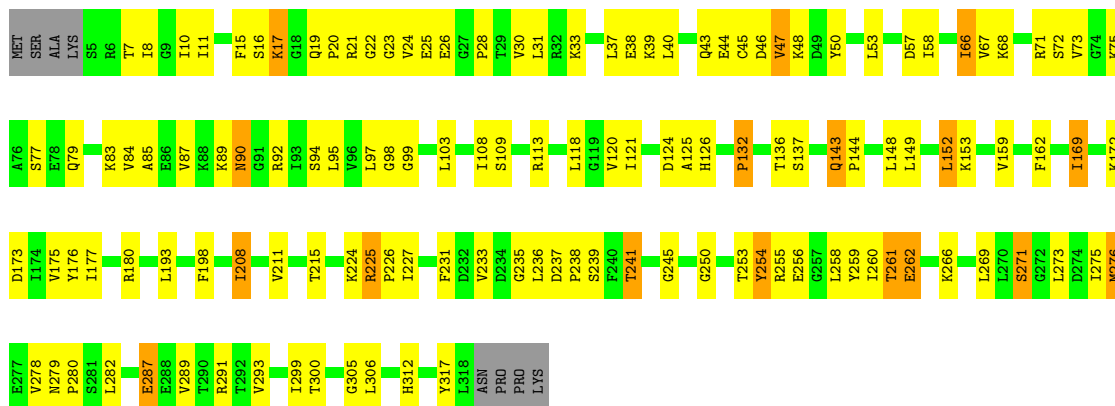 MET SER ALA LYS S5 R6 T7 I8 G9 I10 I11 F15 S16 K17 G18 Q19 P20 R21 G22 G23 V24 E25 E26 G27 P28 T29 V30 L31 R32 K33 L37 E38 K39 L40 Q43 E44 C45 D46 V47 K48 D49 Y50 L53 D57 I58 I66 V67 K68 R71 S72 V73 G74 K75
A76 S77 E78 Q79 K83 V84 A85 E86 V87 K88 K89 N90 G91 R92 I93 S94 L95 V96 L97 G98 G99 L103 I108 S109 R113 L118 G119 V120 I121 D124 A125 H126 P132 T136 S137 Q143 P144 L148 L149 L152 K153 V159 F162 I169 K172
D173 I174 V175 Y176 I177 R180 L193 F198 I208 V211 T215 K224 R225 P226 I227 F231 D232 V233 D234 G235 L236 D237 P238 S239 F240 T241 G245 G250 T253 Y254 R255 E256 G257 L258 Y259 I260 T261 E262 K266 L269 L270 S271 G272 L273 D274 I275 M276
E277 V278 N279 P280 S281 L282 E287 E288 V289 T290 R291 T292 V293 I299 T300 G305 L306 H312 Y317 L318 ASN PRO PRO LYS